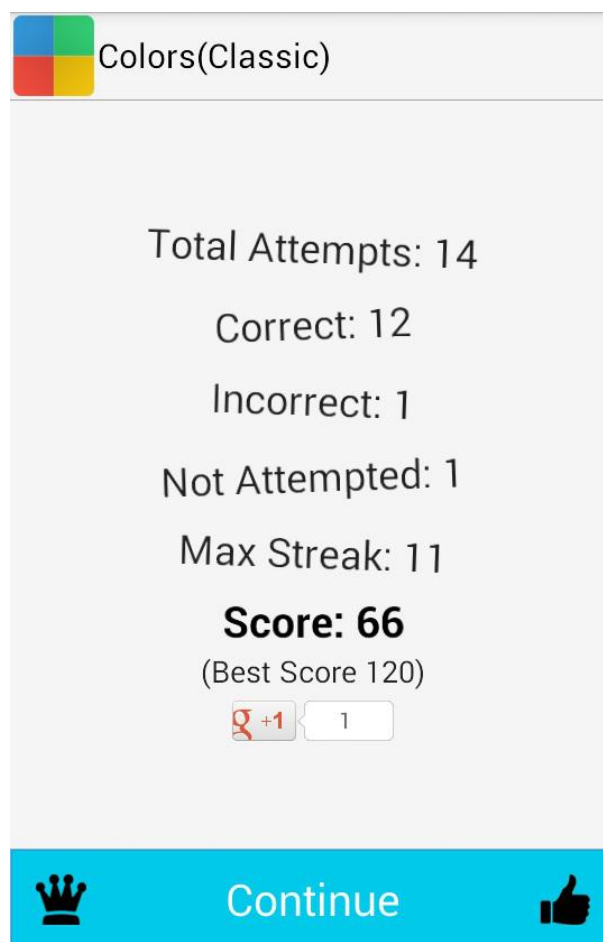 Colors(Classic)
Total Attempts: 14
Correct: 12
Incorrect: 1
Not Attempted: 1
Max Streak: 11
Score: 66
(Best Score 120)
g +1 1
Continue